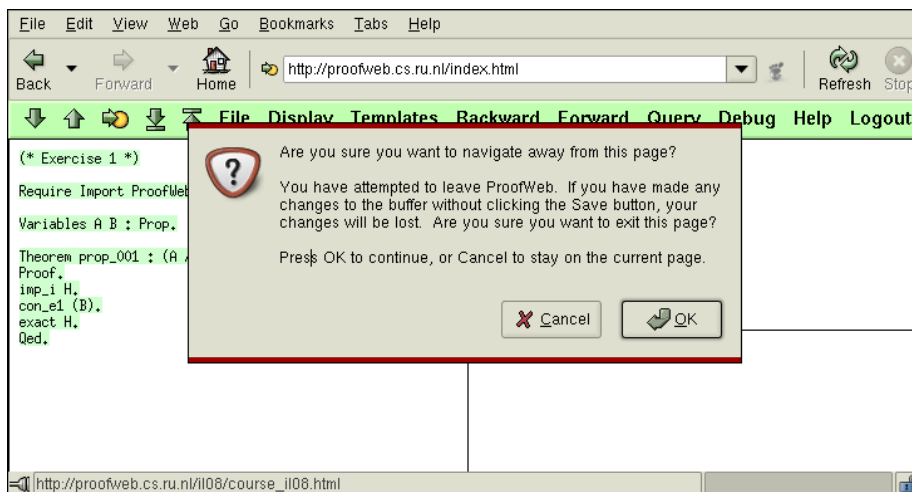 File Edit View Web Go Bookmarks Tabs Help
Back Forward Home http://proofweb.cs.ru.nl/index.html Refresh Stop
File Display Templates Backward Forward Query Debug Help Logout
(* Exercise 1 *)
Require Import ProofWeb
Variables A B : Prop.
Theorem prop_001 : (A
Proof.
imp_i H.
con_e1 (B).
exact H.
Qed.
Are you sure you want to navigate away from this page?
You have attempted to leave ProofWeb. If you have made any
changes to the buffer without clicking the Save button, your
changes will be lost. Are you sure you want to exit this page?
Press OK to continue, or Cancel to stay on the current page.
Cancel OK
http://proofweb.cs.ru.nl/il08/course_il08.html